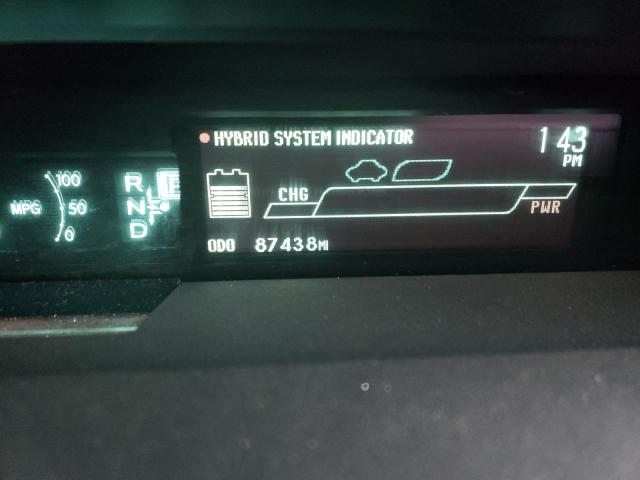 HYBRID SYSTEM INDICATOR
1 43
PM
100
MPG
50
0
R
N
D
P
CHG
PWR
ODO 87438MI